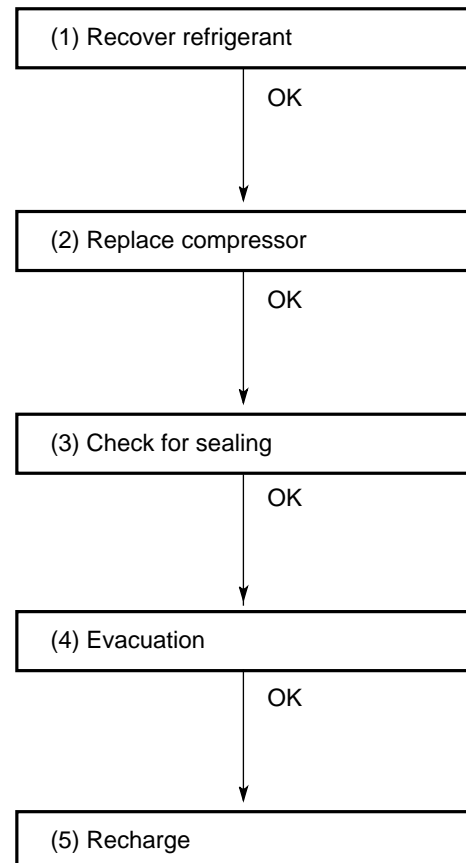 (1) Recover refrigerant
OK
(2) Replace compressor
OK
(3) Check for sealing
OK
(4) Evacuation
OK
(5) Recharge